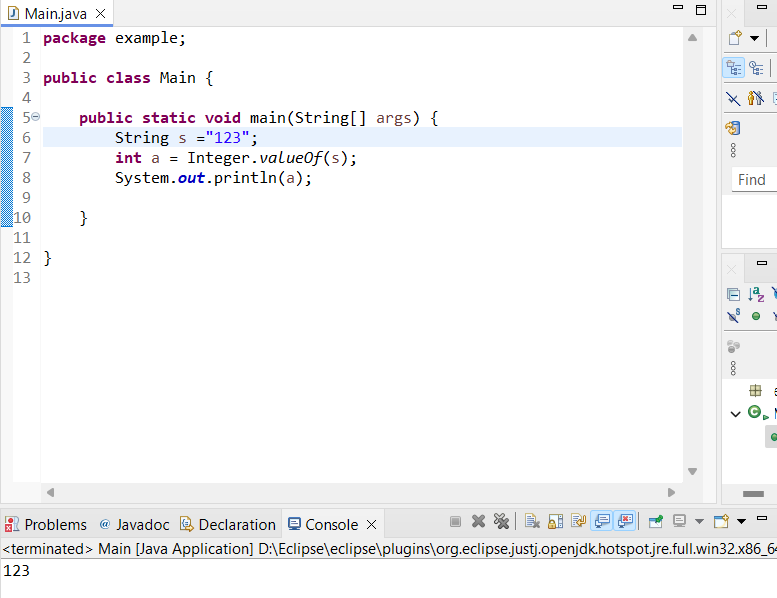 Main.java
1 package example;
2
3 public class Main {
4
5 public static void main(String[] args) {
6 String s ="123";
7 int a = Integer.valueOf(s);
8 System.out.println(a);
9
10 }
11
12 }
13
Find
Problems @ Javadoc Declaration Console
<terminated> Main [Java Application] D:\Eclipse\eclipse\plugins\org.eclipse.justj.openjdk.hotspot.jre.full.win32.x86_64
123